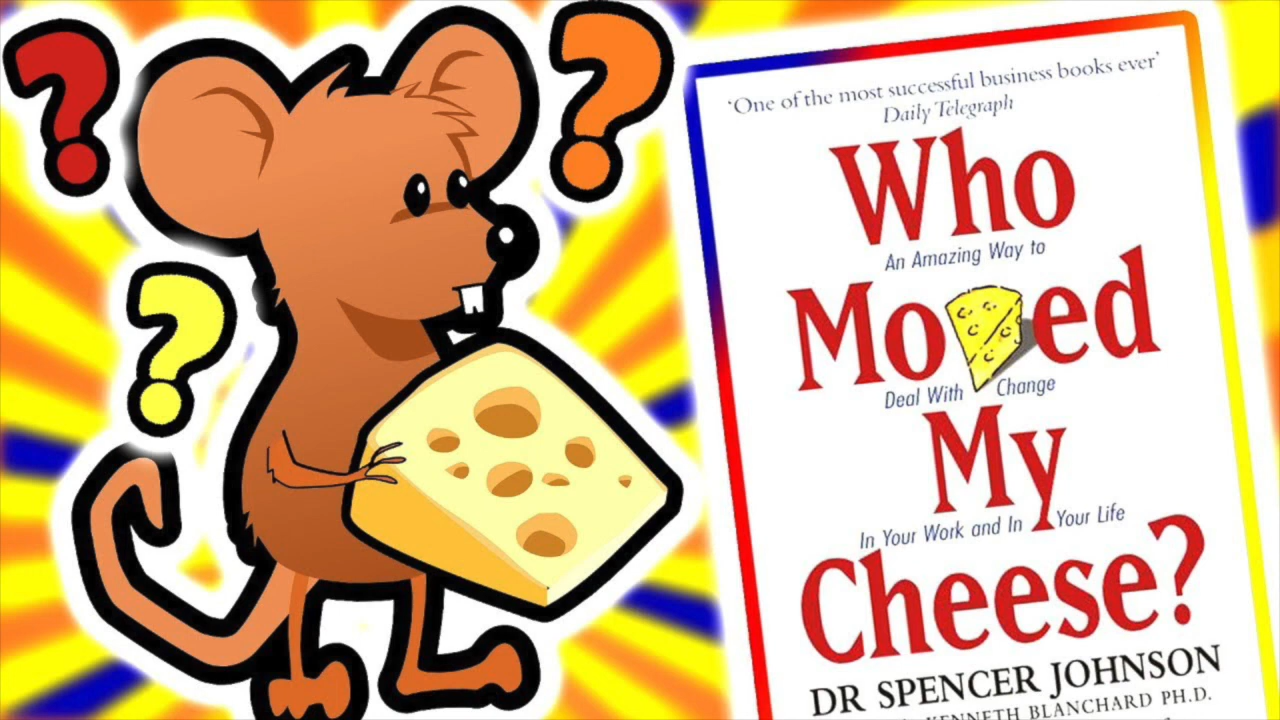 'One of the most successful business books ever'
Daily Telegraph
Who
An Amazing Way to
Moved
Deal With Change
My
In Your Work and In Your Life
Cheese?
DR SPENCER JOHNSON
KENNETH BLANCHARD PH.D.
? ? ?